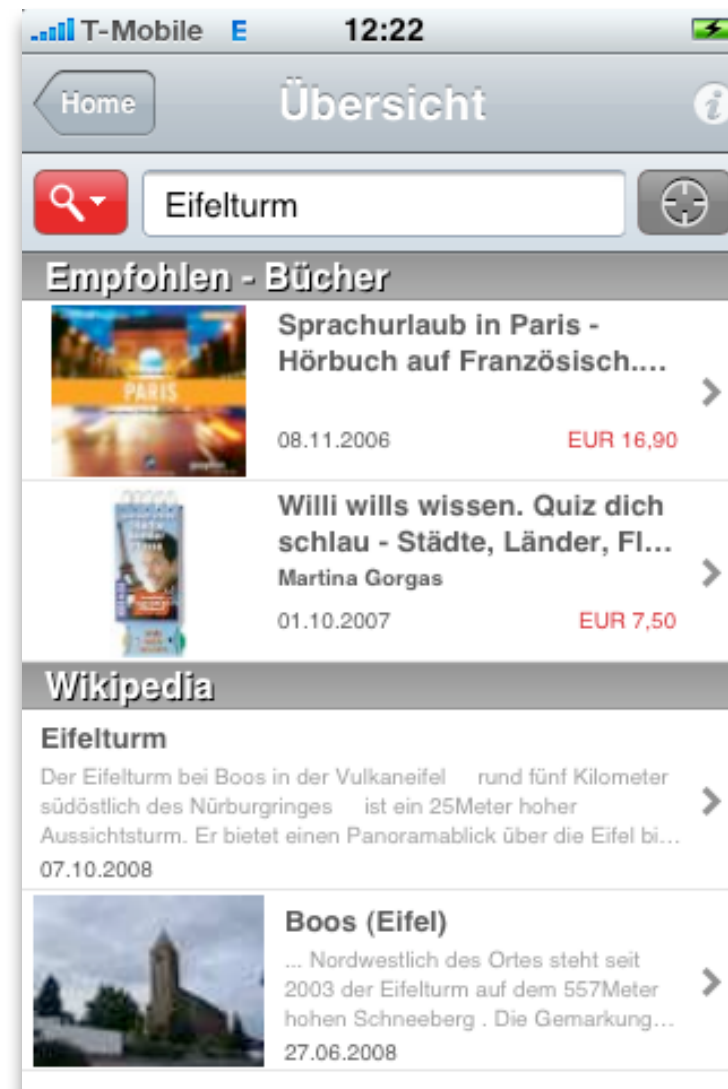 T-Mobile E 12:22
Home Übersicht
Eifelturm
Empfohlen - Bücher
PARIS
Sprachurlaub in Paris -
Hörbuch auf Französisch....
08.11.2006 EUR 16,90
Willi wills wissen. Quiz dich
schlau - Städte, Länder, Fl...
Martina Gorgas
01.10.2007 EUR 7,50
Wikipedia
Eifelturm
Der Eifelturm bei Boos in der Vulkaneifel rund fünf Kilometer
südöstlich des Nürburgringes ist ein 25Meter hoher
Aussichtsturm. Er bietet einen Panoramablick über die Eifel bi...
07.10.2008
Boos (Eifel)
... Nordwestlich des Ortes steht seit
2003 der Eifelturm auf dem 557Meter
hohen Schneeberg . Die Gemarkung...
27.06.2008